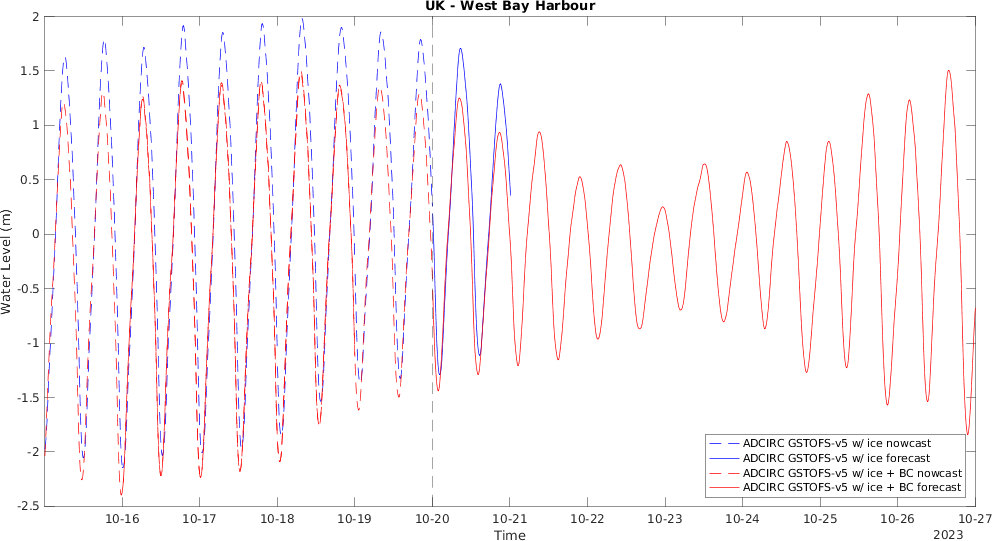 UK - West Bay Harbour
2
1.5
1
0.5
0
-0.5
-1
-1.5
-2
-2.5
Water Level (m)
ADCIRC GSTOFS-v5 w/ ice nowcast
ADCIRC GSTOFS-v5 w/ ice forecast
ADCIRC GSTOFS-v5 w/ ice + BC nowcast
ADCIRC GSTOFS-v5 w/ ice + BC forecast
10-16 10-17 10-18 10-19 10-20 10-21 10-22 10-23 10-24 10-25 10-26 10-27
Time
2023